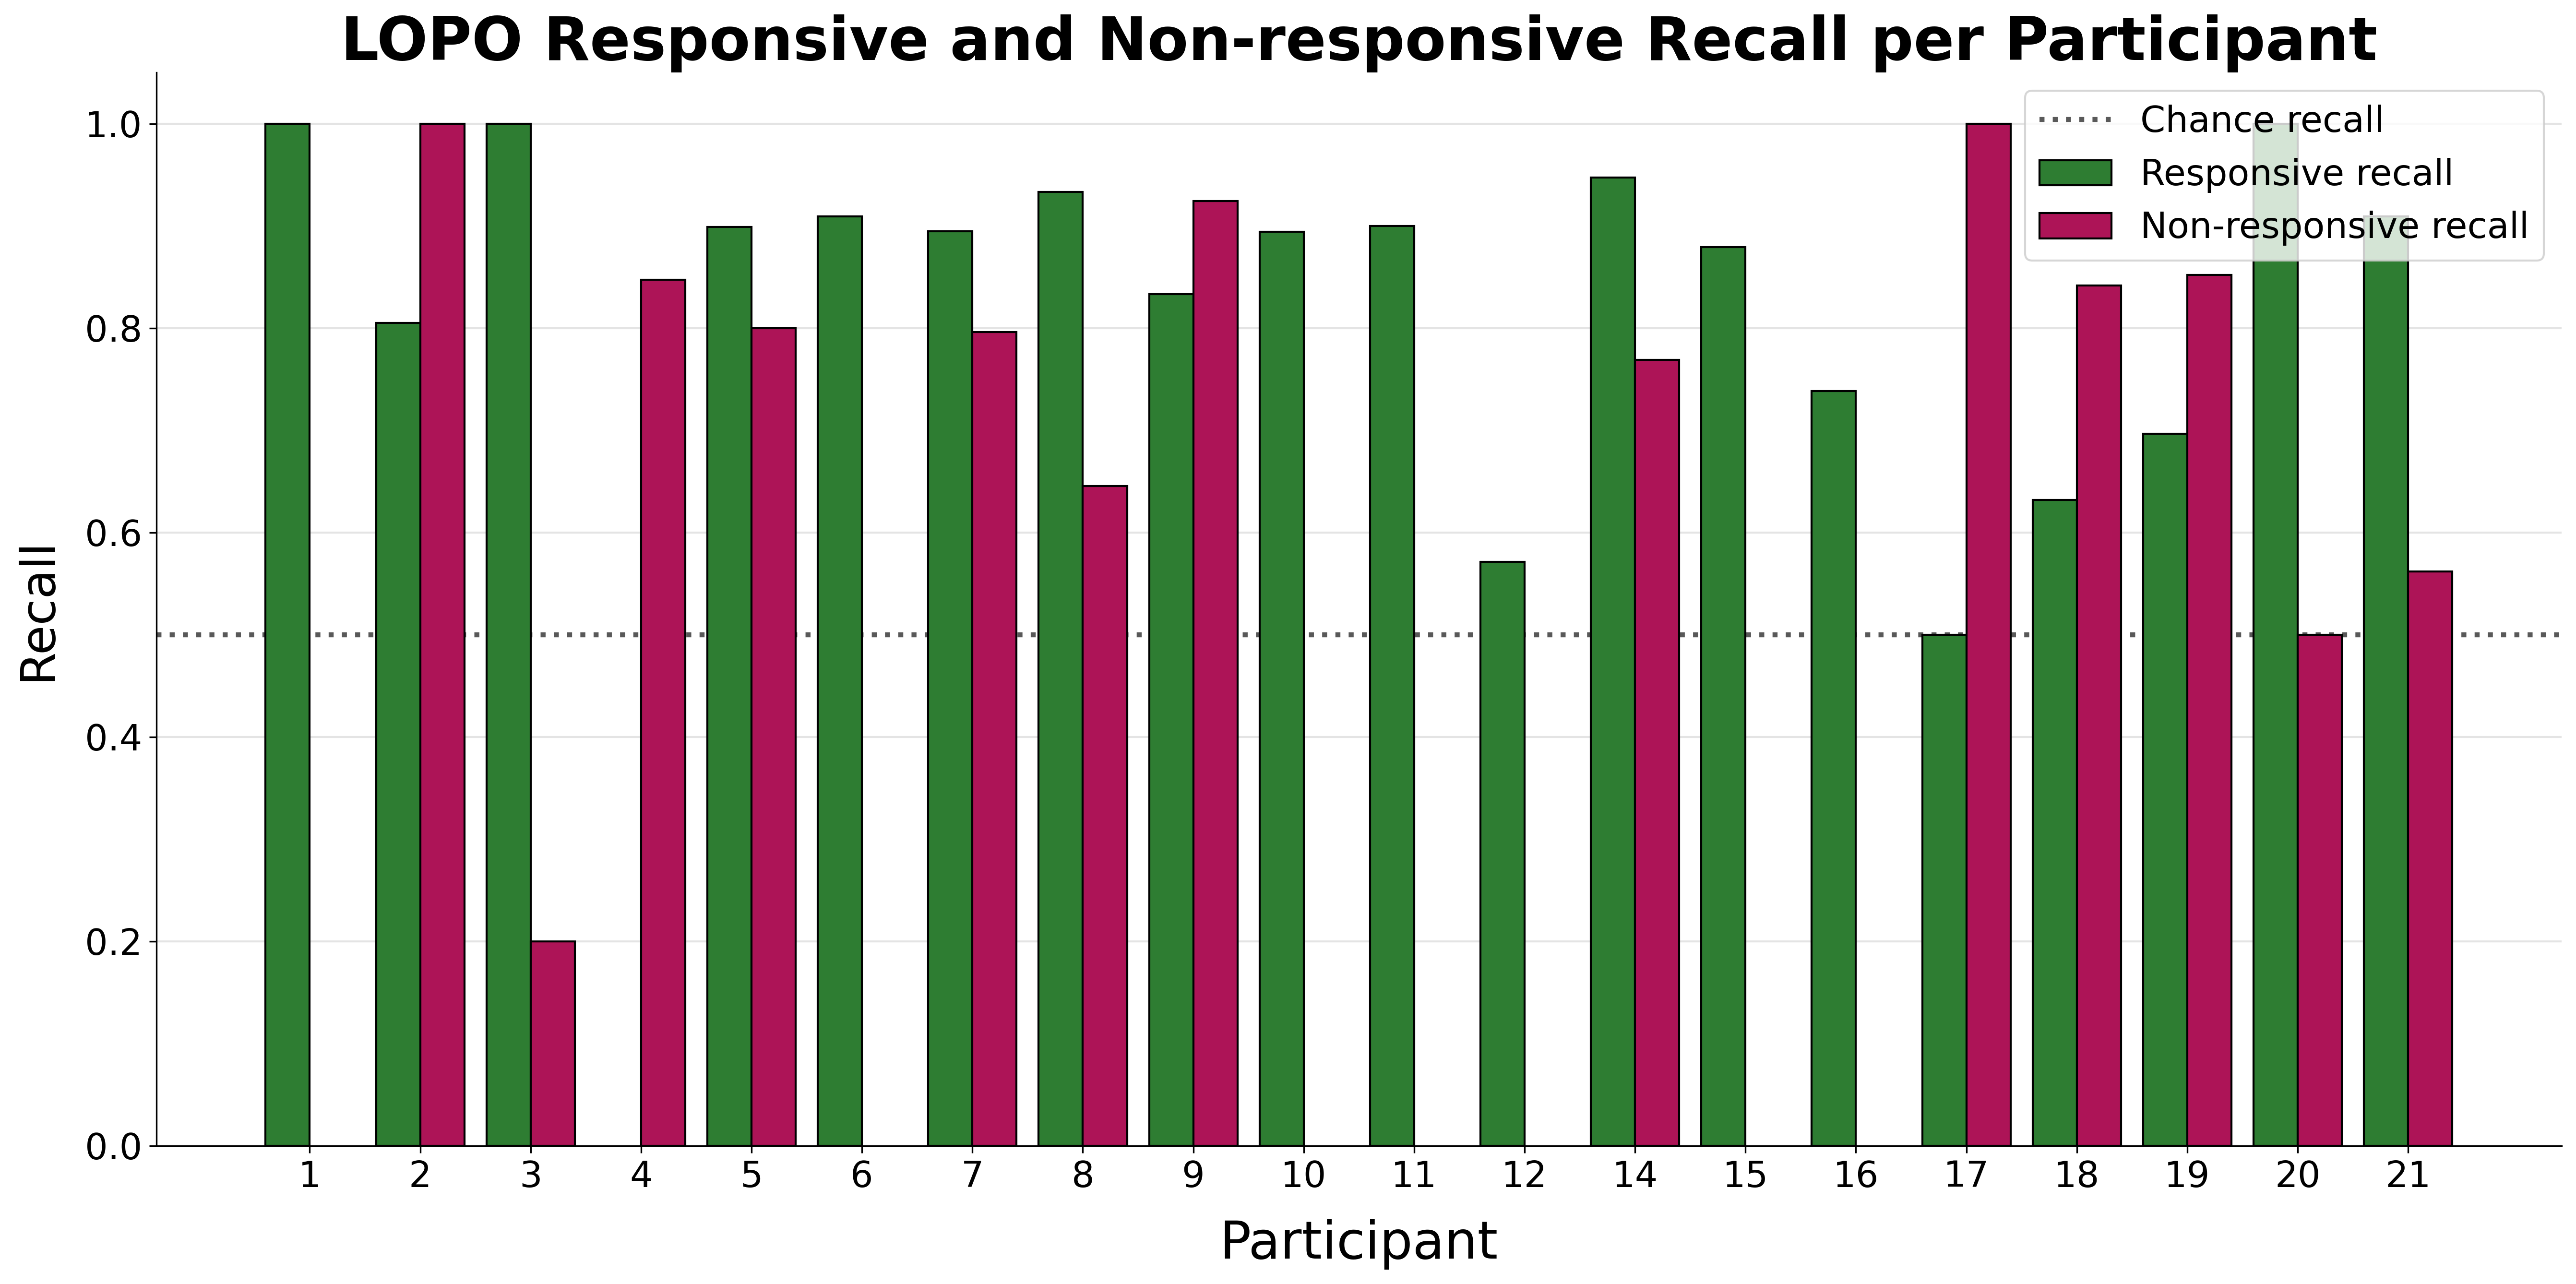 LOPO Responsive and Non-responsive Recall per Participant
Chance recall
Responsive recall
Non-responsive recall
1.0
0.8
0.6
0.4
0.2
0.0
Recall
1 2 3 4 5 6 7 8 9 10 11 12 14 15 16 17 18 19 20 21
Participant